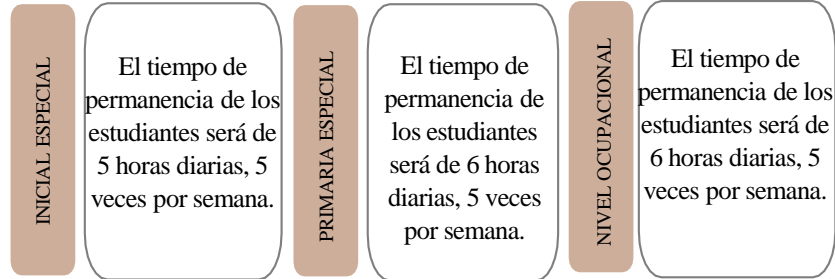 INICIAL ESPECIAL
El tiempo de
permanencia de los
estudiantes será de
5 horas diarias, 5
veces por semana.
PRIMARIA ESPECIAL
El tiempo de
permanencia de
los estudiantes
será de 6 horas
diarias, 5 veces
por semana.
NIVEL OCUPACIONAL
El tiempo de
permanencia de los
estudiantes será de
6 horas diarias, 5
veces por semana.